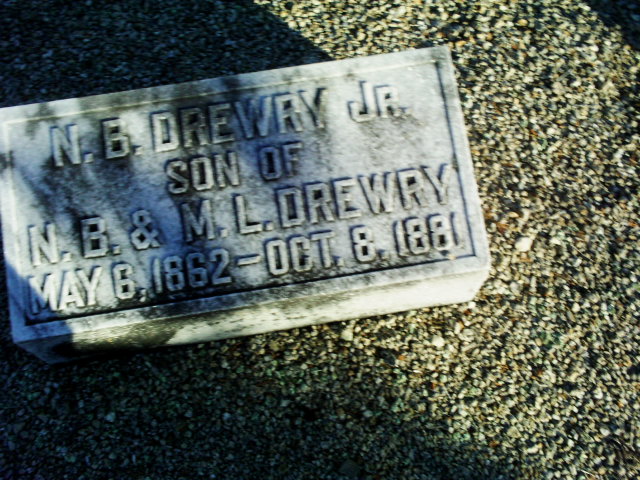 N. B. DREWRY JR.
SON OF
N. B. & M. L. DREWRY
MAY 6, 1862 – OCT. 8, 1881